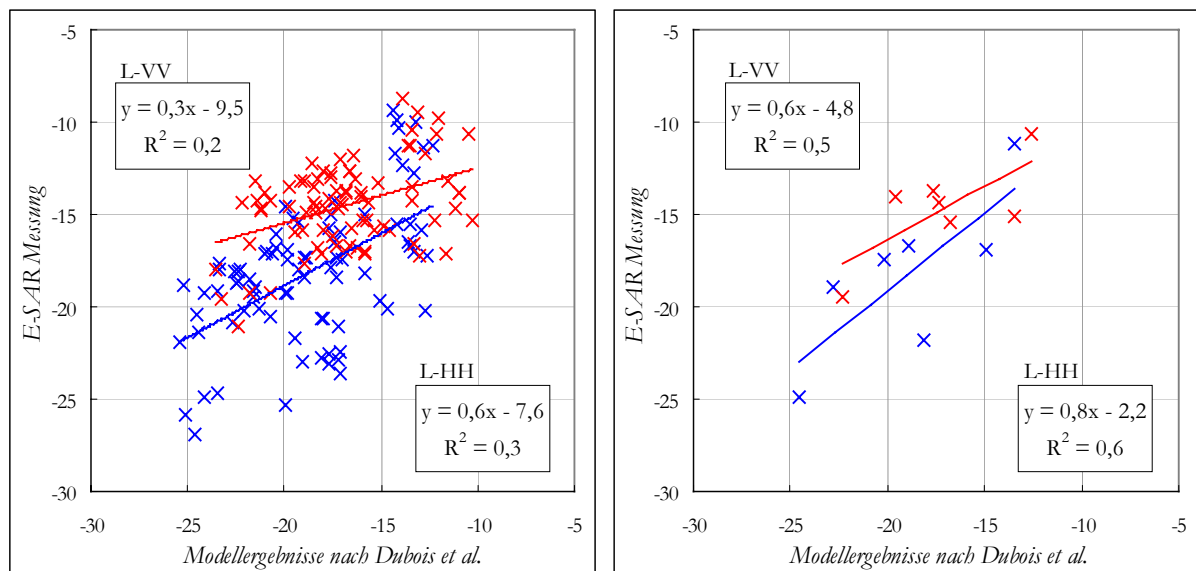 -5
-10
-15
-20
-25
-30
E-SAR Messung
L-VV
y = 0,3x - 9,5
R² = 0,2
L-HH
y = 0,6x - 7,6
R² = 0,3
-30 -25 -20 -15 -10 -5
Modellergebnisse nach Dubois et al.
-5
-10
-15
-20
-25
-30
E-SAR Messung
L-VV
y = 0,6x - 4,8
R² = 0,5
L-HH
y = 0,8x - 2,2
R² = 0,6
-30 -25 -20 -15 -10 -5
Modellergebnisse nach Dubois et al.